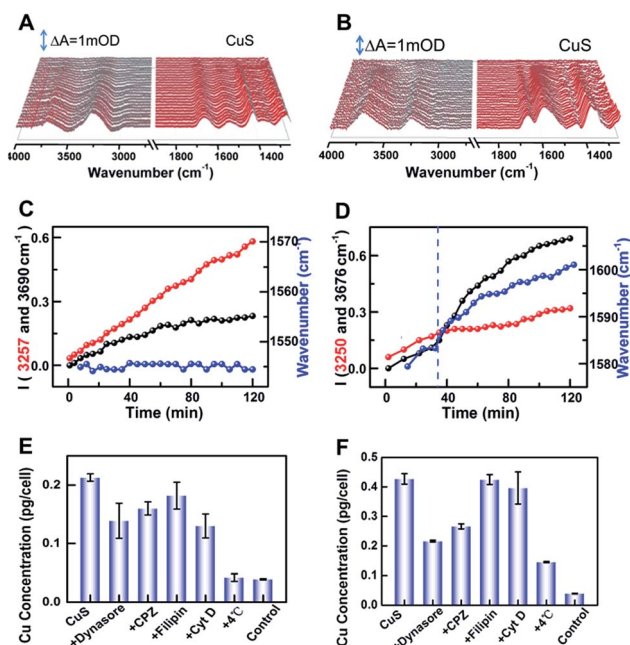 A
ΔA=1mOD
CuS
4000 3500 3000 1800 1600 1400
Wavenumber (cm⁻¹)
B
ΔA=1mOD
CuS
4000 3500 3000 1800 1600 1400
Wavenumber (cm⁻¹)
C
I ( 3257 and 3690 cm⁻¹)
0.6
0.3
0.0
0 40 80 120
Time (min)
1570
1560
1550
Wavenumber (cm⁻¹)
D
I (3250 and 3676 cm⁻¹)
0.6
0.3
0.0
0 40 80 120
Time (min)
1600
1590
1580
Wavenumber (cm⁻¹)
E
Cu Concentration (pg/cell)
0.2
0.1
0.0
CuS
+Dynasore
+CPZ
+Filipin
+Cyt D
+4℃
Control
F
Cu Concentration (pg/cell)
0.5
0.4
0.3
0.2
0.1
0.0
CuS
+Dynasore
+CPZ
+Filipin
+Cyt D
+4℃
Control